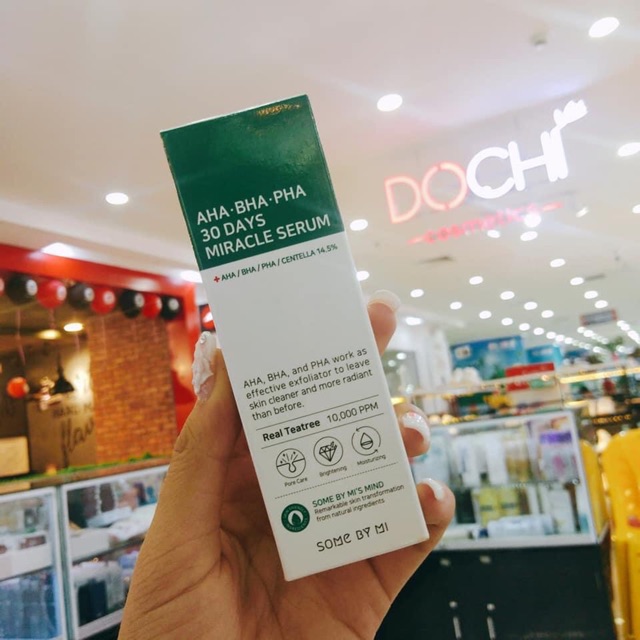 DOCHI
cosmetics
AHA·BHA·PHA
30 DAYS
MIRACLE SERUM
+ AHA / BHA / PHA / CENTELLA 14.5%
AHA, BHA, and PHA work as
effective exfoliator to leave
skin cleaner and more radiant
than before.
Real Teatree 10,000 PPM
Pore Care
Brightening
Moisturizing
SOME BY MI'S MIND
Remarkable skin transformation
from natural ingredients
SOME BY MI